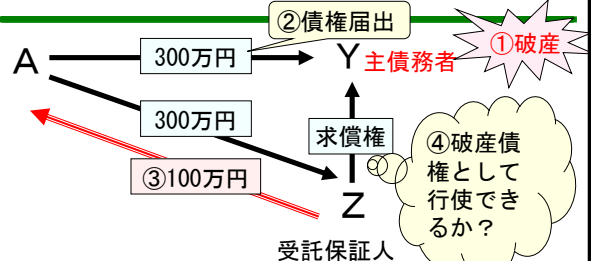 ②債権届出
①破産
A
300万円
Y
主債務者
300万円
求償権
③100万円
④破産債
権として
行使でき
るか？
Z
受託保証人